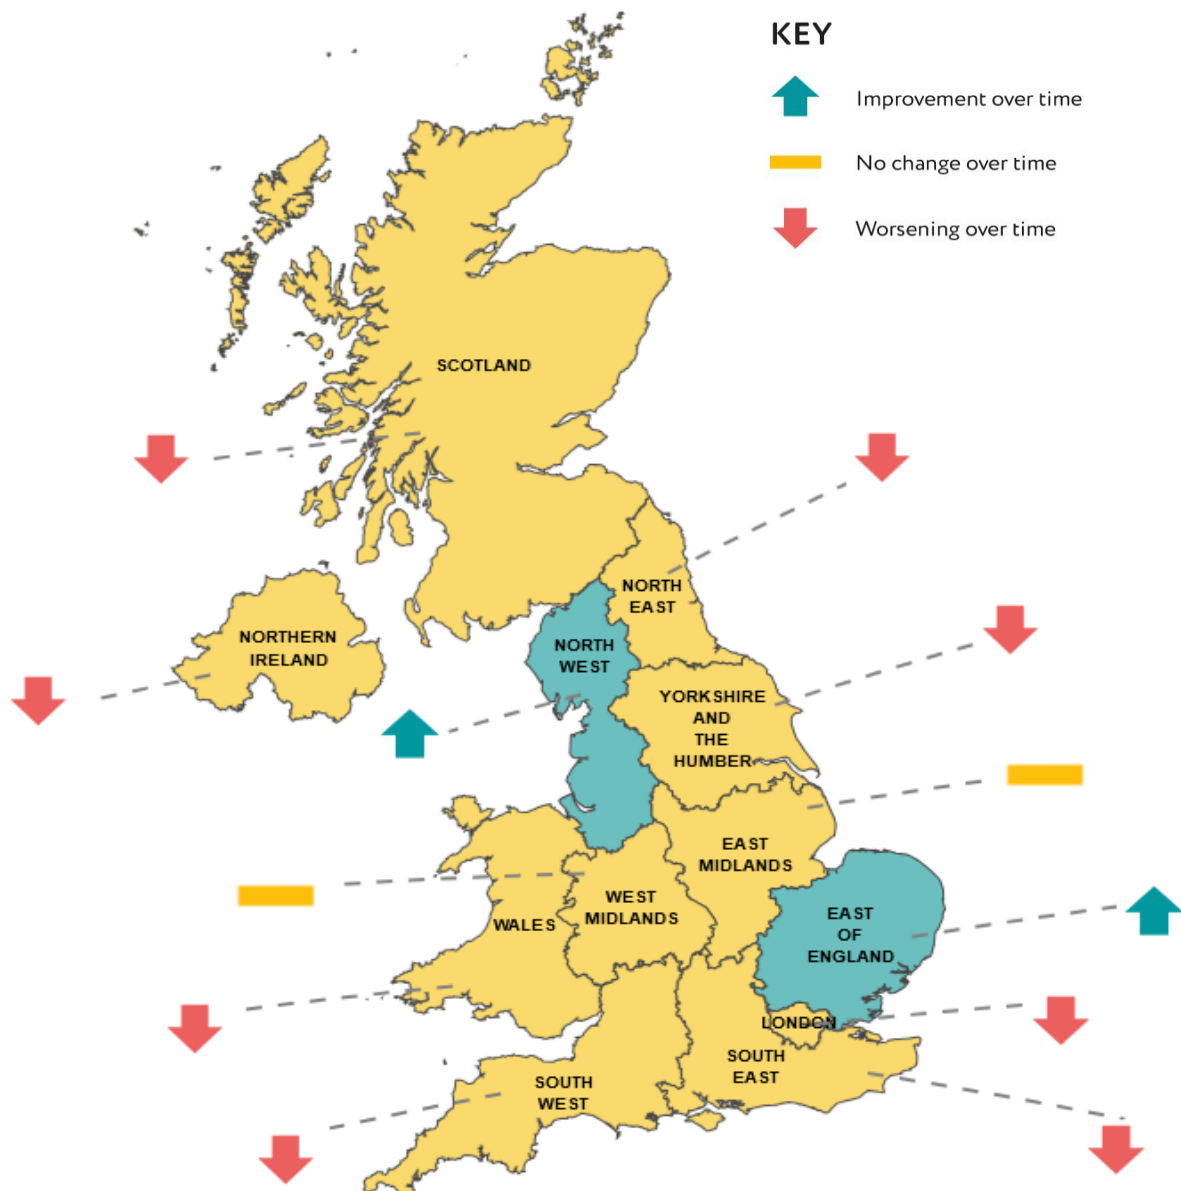 KEY
Improvement over time
No change over time
Worsening over time
SCOTLAND
NORTH
EAST
NORTHERN
IRELAND
NORTH
WEST
YORKSHIRE
AND
THE
HUMBER
EAST
MIDLANDS
WEST
MIDLANDS
WALES
EAST
OF
ENGLAND
LONDON
SOUTH
EAST
SOUTH
WEST